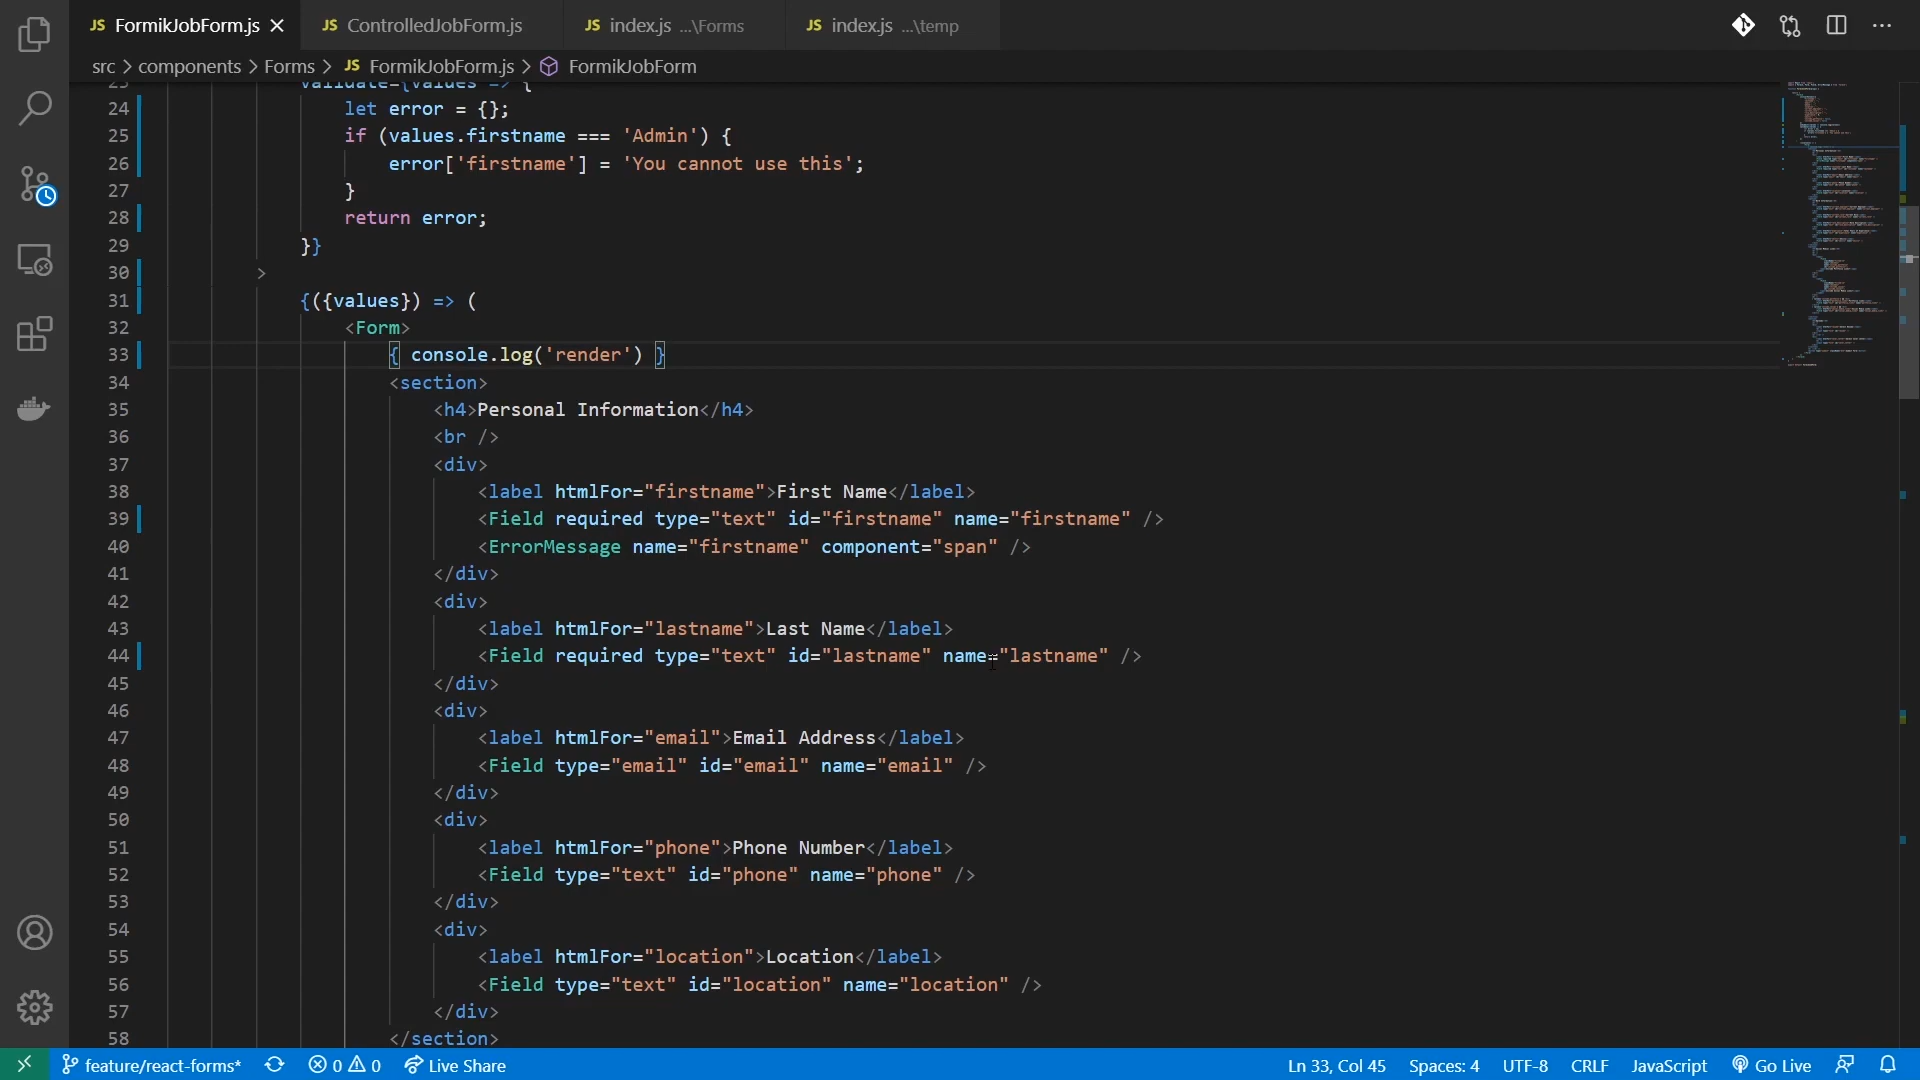 JS FormikJobForm.js
JS ControlledJobForm.js
JS index.js ...\Forms
JS index.js ...\temp
src > components > Forms > JS FormikJobForm.js > FormikJobForm
23 validate={values => {
24 let error = {};
25 if (values.firstname === 'Admin') {
26 error['firstname'] = 'You cannot use this';
27 }
28 return error;
29 }}
30 >
31 {({values}) => (
32 <Form>
33 { console.log('render') }
34 <section>
35 <h4>Personal Information</h4>
36 <br />
37 <div>
38 <label htmlFor="firstname">First Name</label>
39 <Field required type="text" id="firstname" name="firstname" />
40 <ErrorMessage name="firstname" component="span" />
41 </div>
42 <div>
43 <label htmlFor="lastname">Last Name</label>
44 <Field required type="text" id="lastname" name="lastname" />
45 </div>
46 <div>
47 <label htmlFor="email">Email Address</label>
48 <Field type="email" id="email" name="email" />
49 </div>
50 <div>
51 <label htmlFor="phone">Phone Number</label>
52 <Field type="text" id="phone" name="phone" />
53 </div>
54 <div>
55 <label htmlFor="location">Location</label>
56 <Field type="text" id="location" name="location" />
57 </div>
58 </section>
feature/react-forms* 0 0 Live Share Ln 33, Col 45 Spaces: 4 UTF-8 CRLF JavaScript Go Live